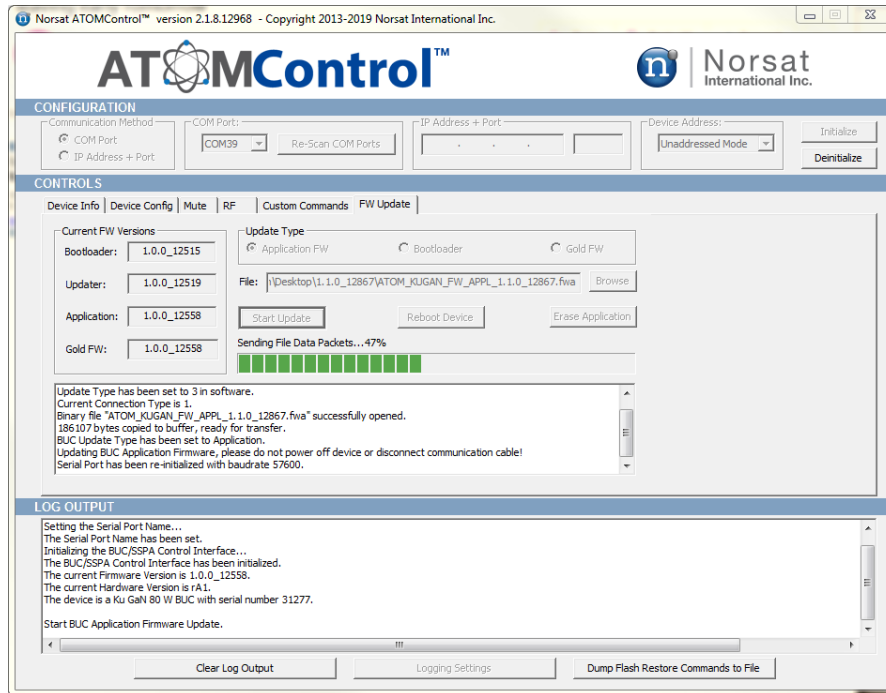 Norsat ATOMControl™ version 2.1.8.12968 - Copyright 2013-2019 Norsat International Inc.
ATOMControl™
n Norsat
International Inc.
CONFIGURATION
Communication Method
COM Port
IP Address + Port
COM Port:
COM39
Re-Scan COM Ports
IP Address + Port
. . .
Device Address:
Unaddressed Mode
Initialize
Deinitialize
CONTROLS
Device Info Device Config Mute RF Custom Commands FW Update
Current FW Versions
Bootloader: 1.0.0_12515
Updater: 1.0.0_12519
Application: 1.0.0_12558
Gold FW: 1.0.0_12558
Update Type
Application FW Bootloader Gold FW
File: \Desktop\1.1.0_12867\ATOM_KUGAN_FW_APPL_1.1.0_12867.fwa Browse
Start Update Reboot Device Erase Application
Sending File Data Packets...47%
Update Type has been set to 3 in software.
Current Connection Type is 1.
Binary file "ATOM_KUGAN_FW_APPL_1.1.0_12867.fwa" successfully opened.
186107 bytes copied to buffer, ready for transfer.
BUC Update Type has been set to Application.
Updating BUC Application Firmware, please do not power off device or disconnect communication cable!
Serial Port has been re-initialized with baudrate 57600.
LOG OUTPUT
Setting the Serial Port Name...
The Serial Port Name has been set.
Initializing the BUC/SSPA Control Interface...
The BUC/SSPA Control Interface has been initialized.
The current Firmware Version is 1.0.0_12558.
The current Hardware Version is rA1.
The device is a Ku GaN 80 W BUC with serial number 31277.
Start BUC Application Firmware Update.
Clear Log Output Logging Settings Dump Flash Restore Commands to File